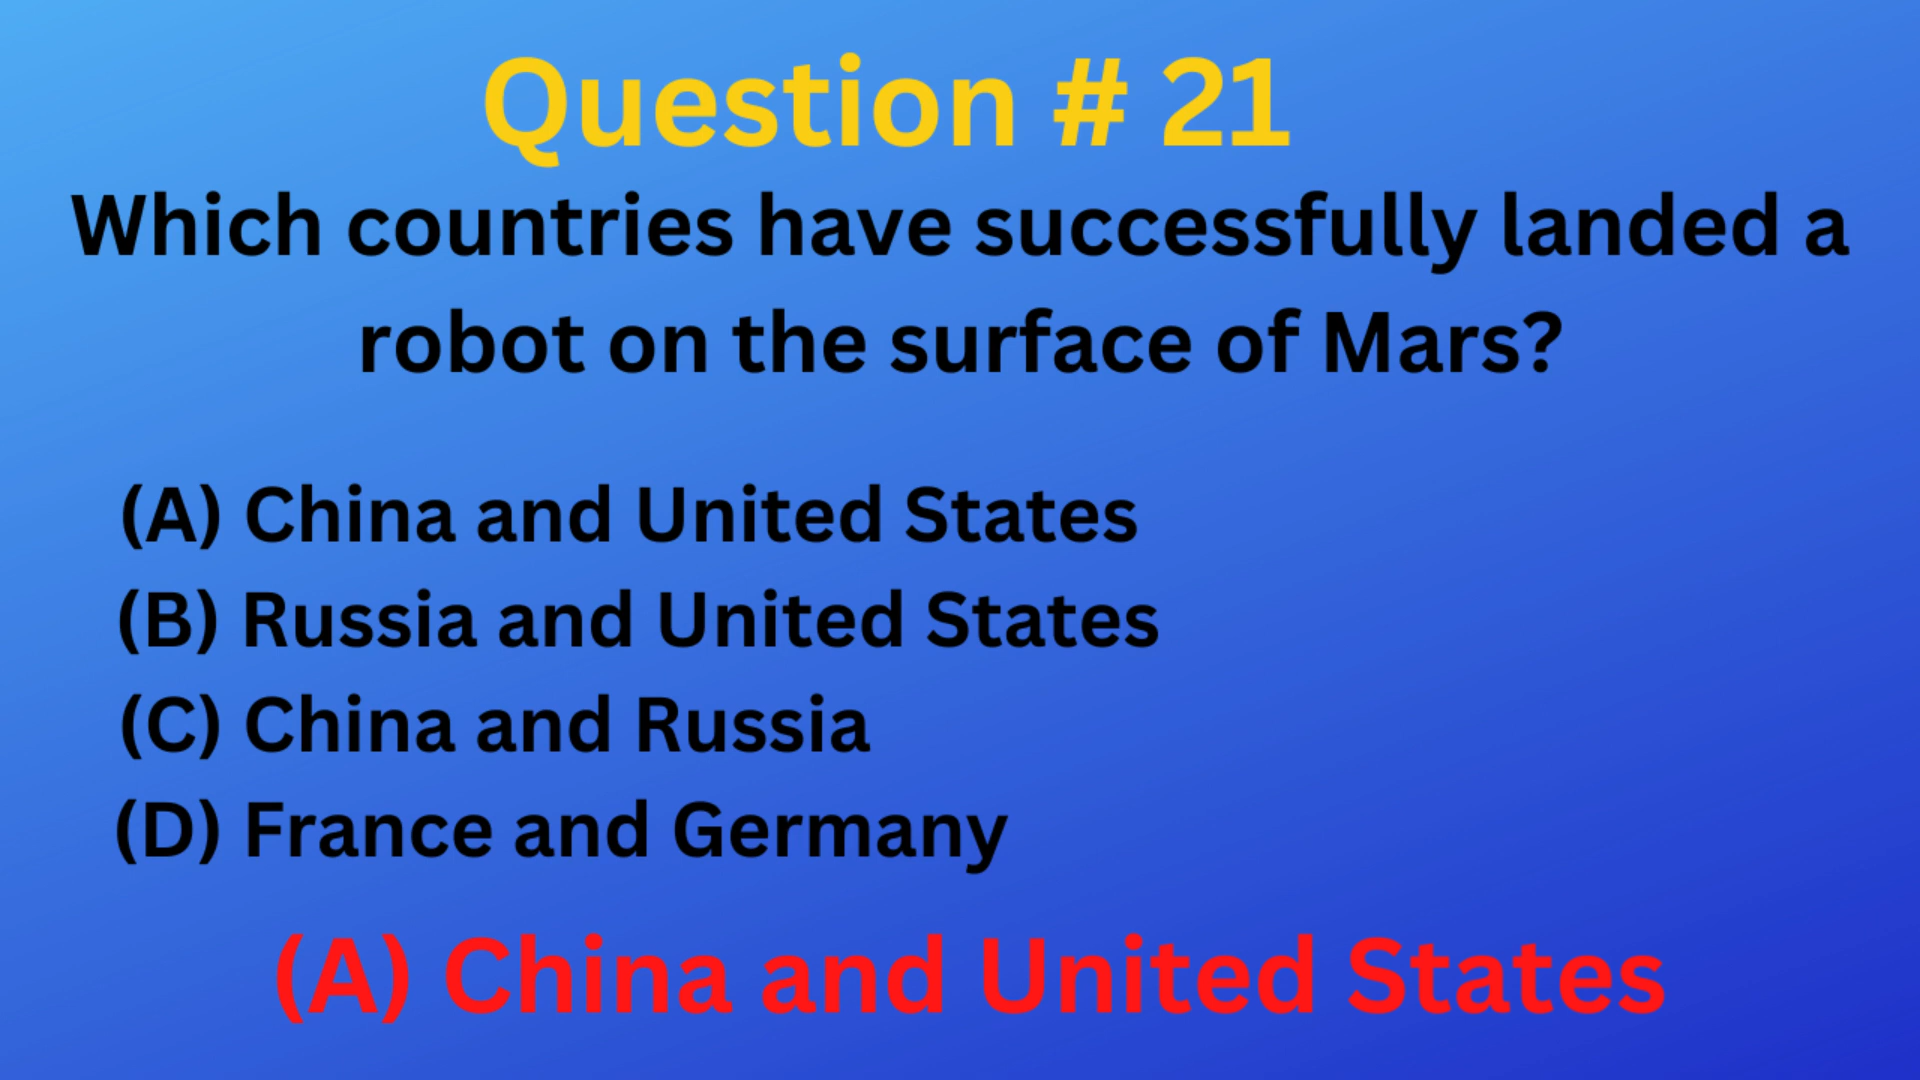 Question # 21
Which countries have successfully landed a
robot on the surface of Mars?
(A) China and United States
(B) Russia and United States
(C) China and Russia
(D) France and Germany
(A) China and United States